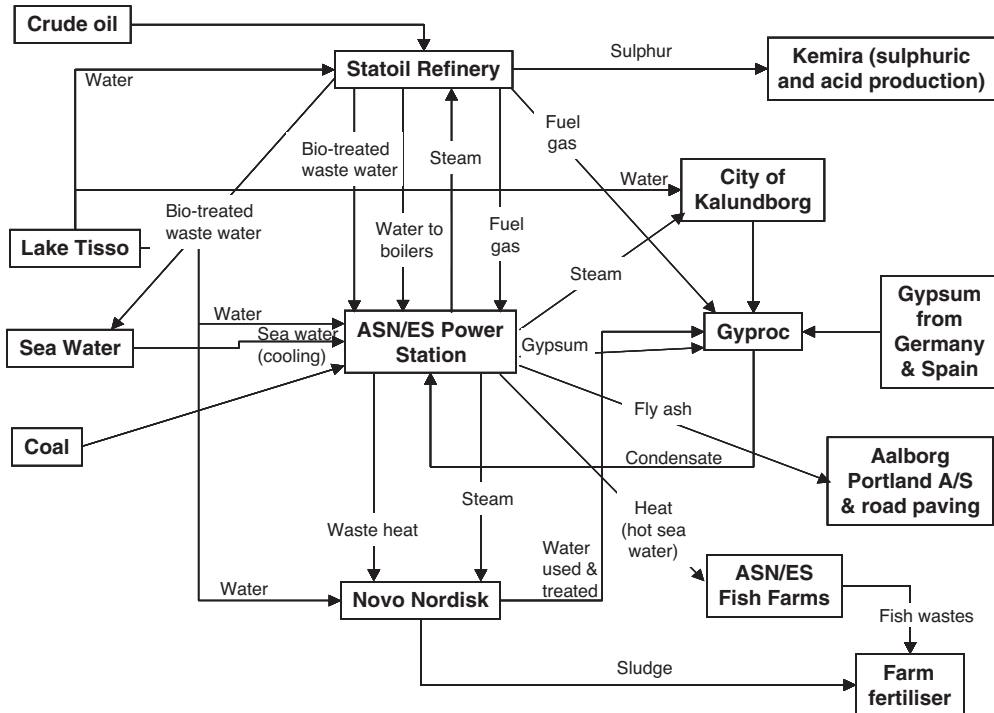 Crude oil
Statoil Refinery
Sulphur
Kemira (sulphuric
and acid production)
Water
Fuel
gas
Bio-treated
waste water
Steam
Water
City of
Kalundborg
Bio-treated
waste water
Water to
boilers
Fuel
gas
Lake Tisso
Steam
Gypsum
from
Germany
& Spain
Water
Sea Water
Sea water
(cooling)
ASN/ES Power
Station
Gypsum
Gyproc
Fly ash
Coal
Condensate
Aalborg
Portland A/S
& road paving
Waste heat
Steam
Heat
(hot sea
water)
Water
used &
treated
Water
Novo Nordisk
ASN/ES
Fish Farms
Fish wastes
Sludge
Farm
fertiliser